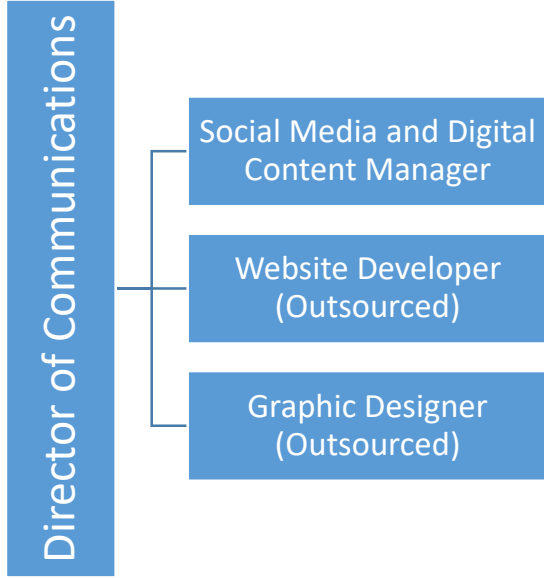 Director of Communications
Social Media and Digital
Content Manager
Website Developer
(Outsourced)
Graphic Designer
(Outsourced)